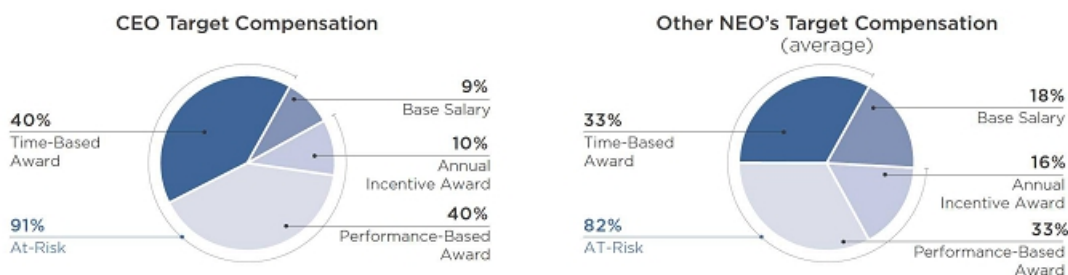 CEO Target Compensation
40%
Time-Based
Award
9%
Base Salary
10%
Annual
Incentive Award
40%
Performance-Based
Award
91%
At-Risk
Other NEO's Target Compensation
(average)
33%
Time-Based
Award
18%
Base Salary
16%
Annual
Incentive Award
33%
Performance-Based
Award
82%
AT-Risk